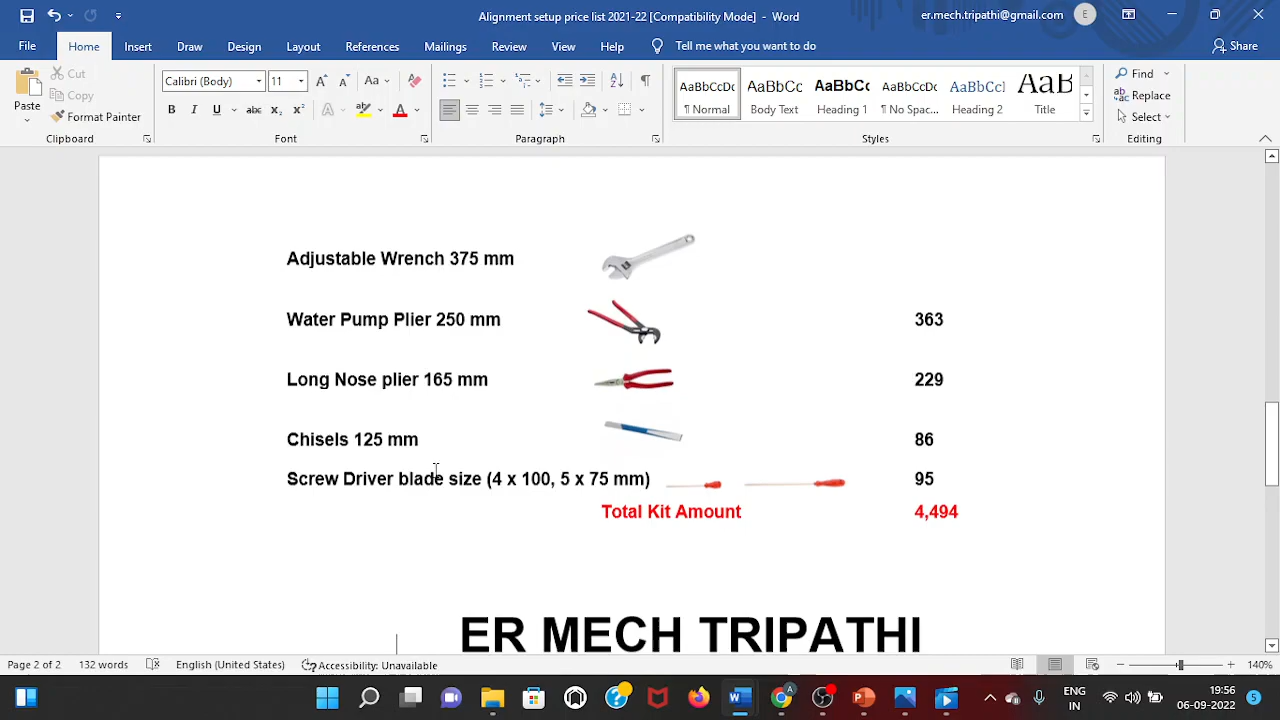 Alignment setup price list 2021-22 [Compatibility Mode] - Word
er.mech.tripathi@gmail.com E
File Home Insert Draw Design Layout References Mailings Review View Help Tell me what you want to do Share
Paste
Cut
Copy
Format Painter
Calibri (Body) 11
AaBbCcDc ¶ Normal
AaBbCc Body Text
AaBbCc Heading 1
AaBbCcDc ¶ No Spac...
AaBbCcI Heading 2
AaB Title
Find
Replace
Select
Clipboard Font Paragraph Styles Editing
Adjustable Wrench 375 mm
Water Pump Plier 250 mm 363
Long Nose plier 165 mm 229
Chisels 125 mm 86
Screw Driver blade size (4 x 100, 5 x 75 mm) 95
Total Kit Amount 4,494
ER MECH TRIPATHI
Page 2 of 2 132 words English (United States) Accessibility: Unavailable 140%
ENG IN
19:56
18-09-2022
5